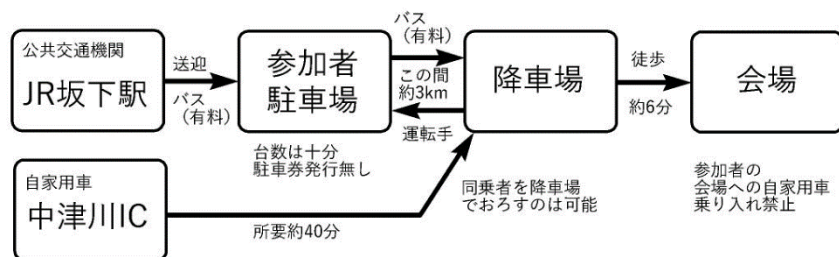 公共交通機関
JR坂下駅
送迎
バス
（有料）
参加者
駐車場
台数は十分
駐車券発行無し
バス
（有料）
この間
約3km
運転手
降車場
同乗者を降車場
でおろすのは可能
徒歩
約6分
会場
参加者の
会場への自家用車
乗り入れ禁止
自家用車
中津川IC
所要約40分